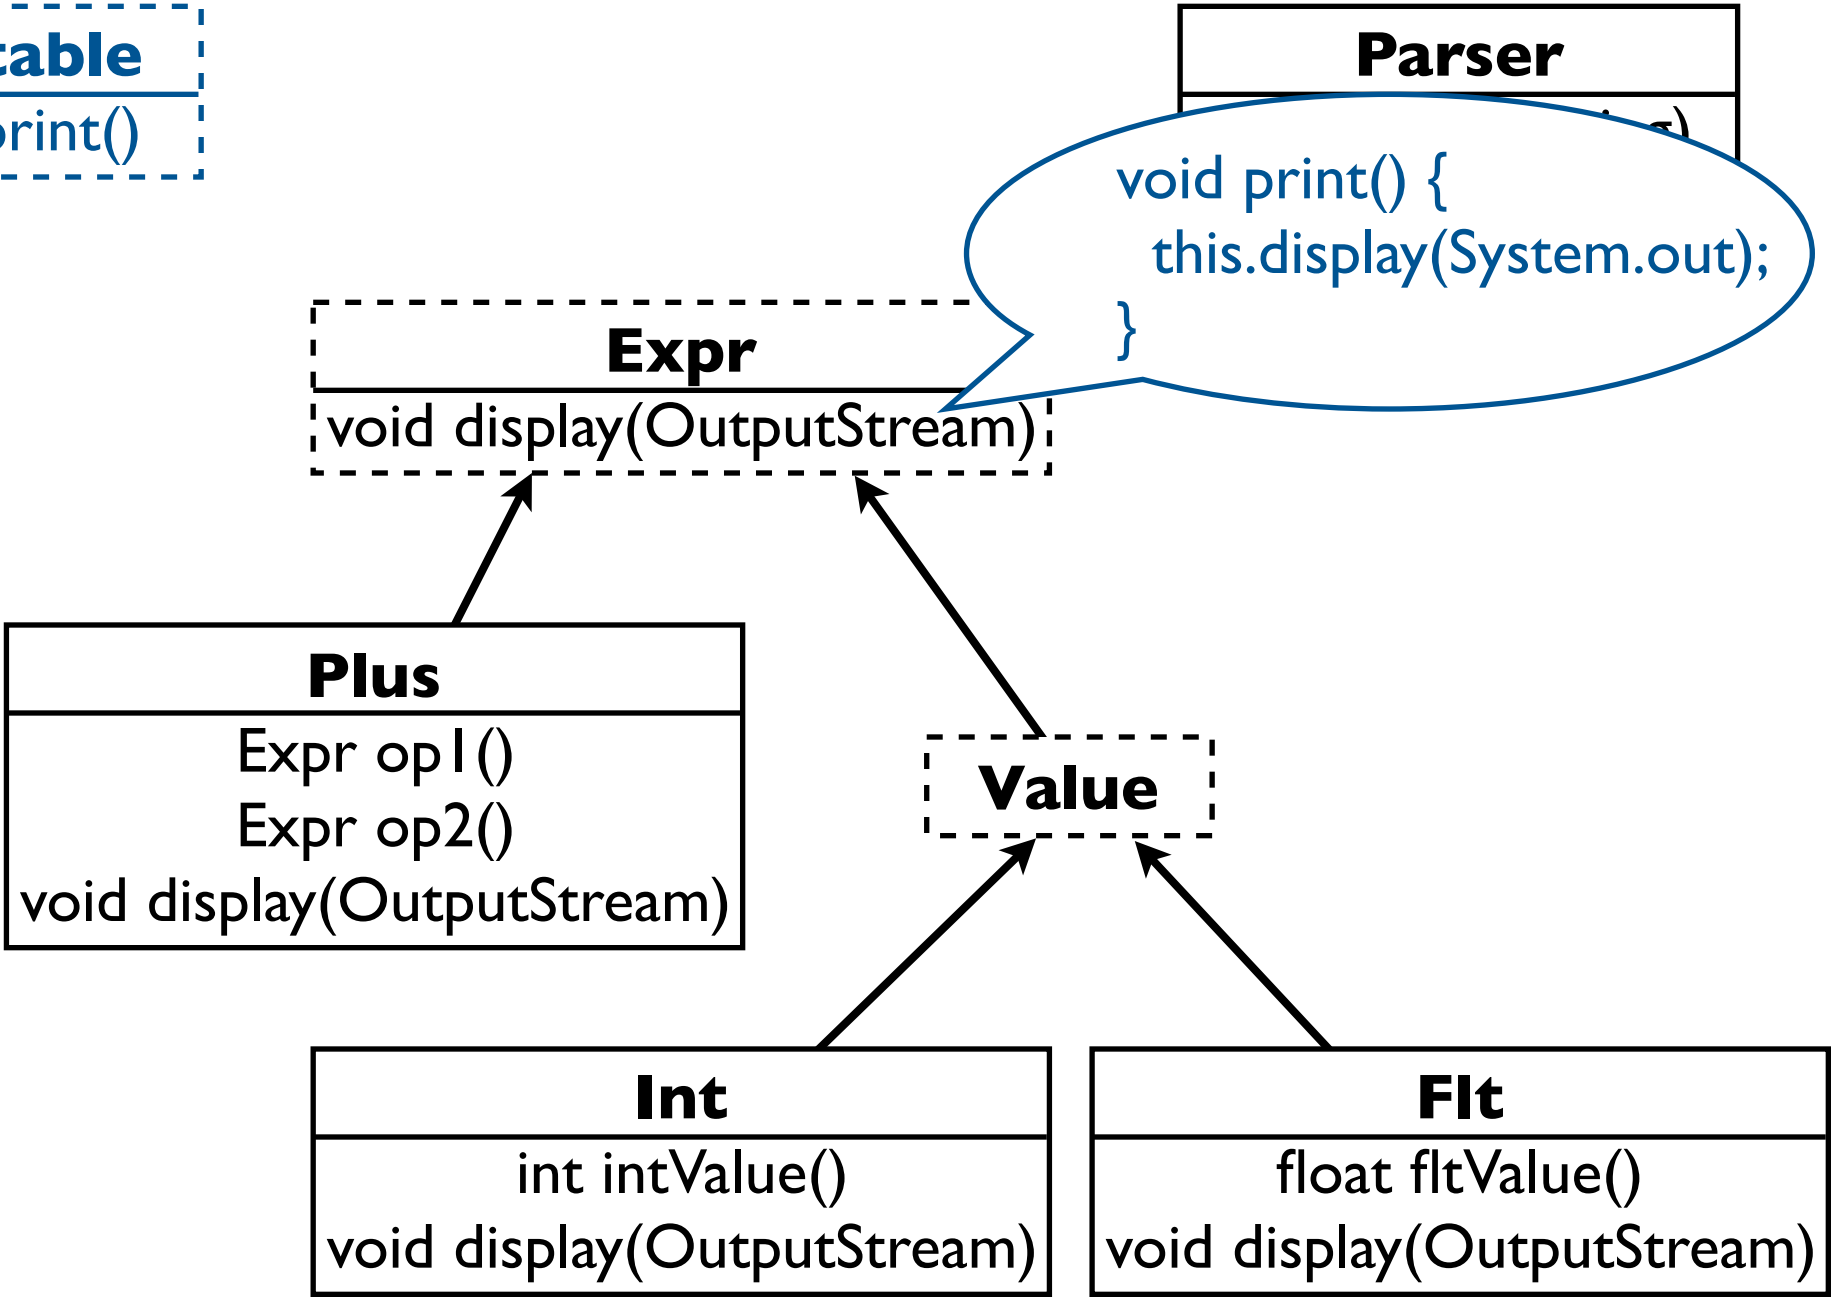 table
print()
Parser
void print() {
this.display(System.out);
}
Expr
void display(OutputStream)
Plus
Expr op1()
Expr op2()
void display(OutputStream)
Value
Int
int intValue()
void display(OutputStream)
Flt
float fltValue()
void display(OutputStream)